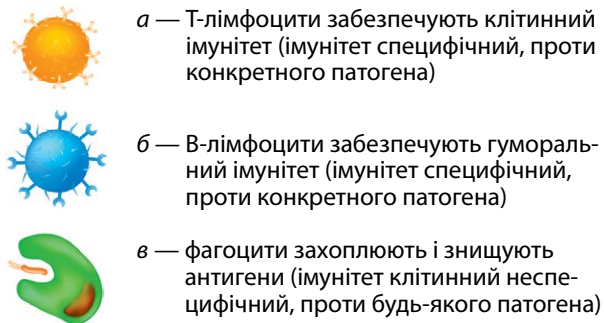 а — Т-лімфоцити забезпечують клітинний
імунітет (імунітет специфічний, проти
конкретного патогена)
б — В-лімфоцити забезпечують гумораль-
ний імунітет (імунітет специфічний,
проти конкретного патогена)
в — фагоцити захоплюють і знищують
антигени (імунітет клітинний неспе-
цифічний, проти будь-якого патогена)